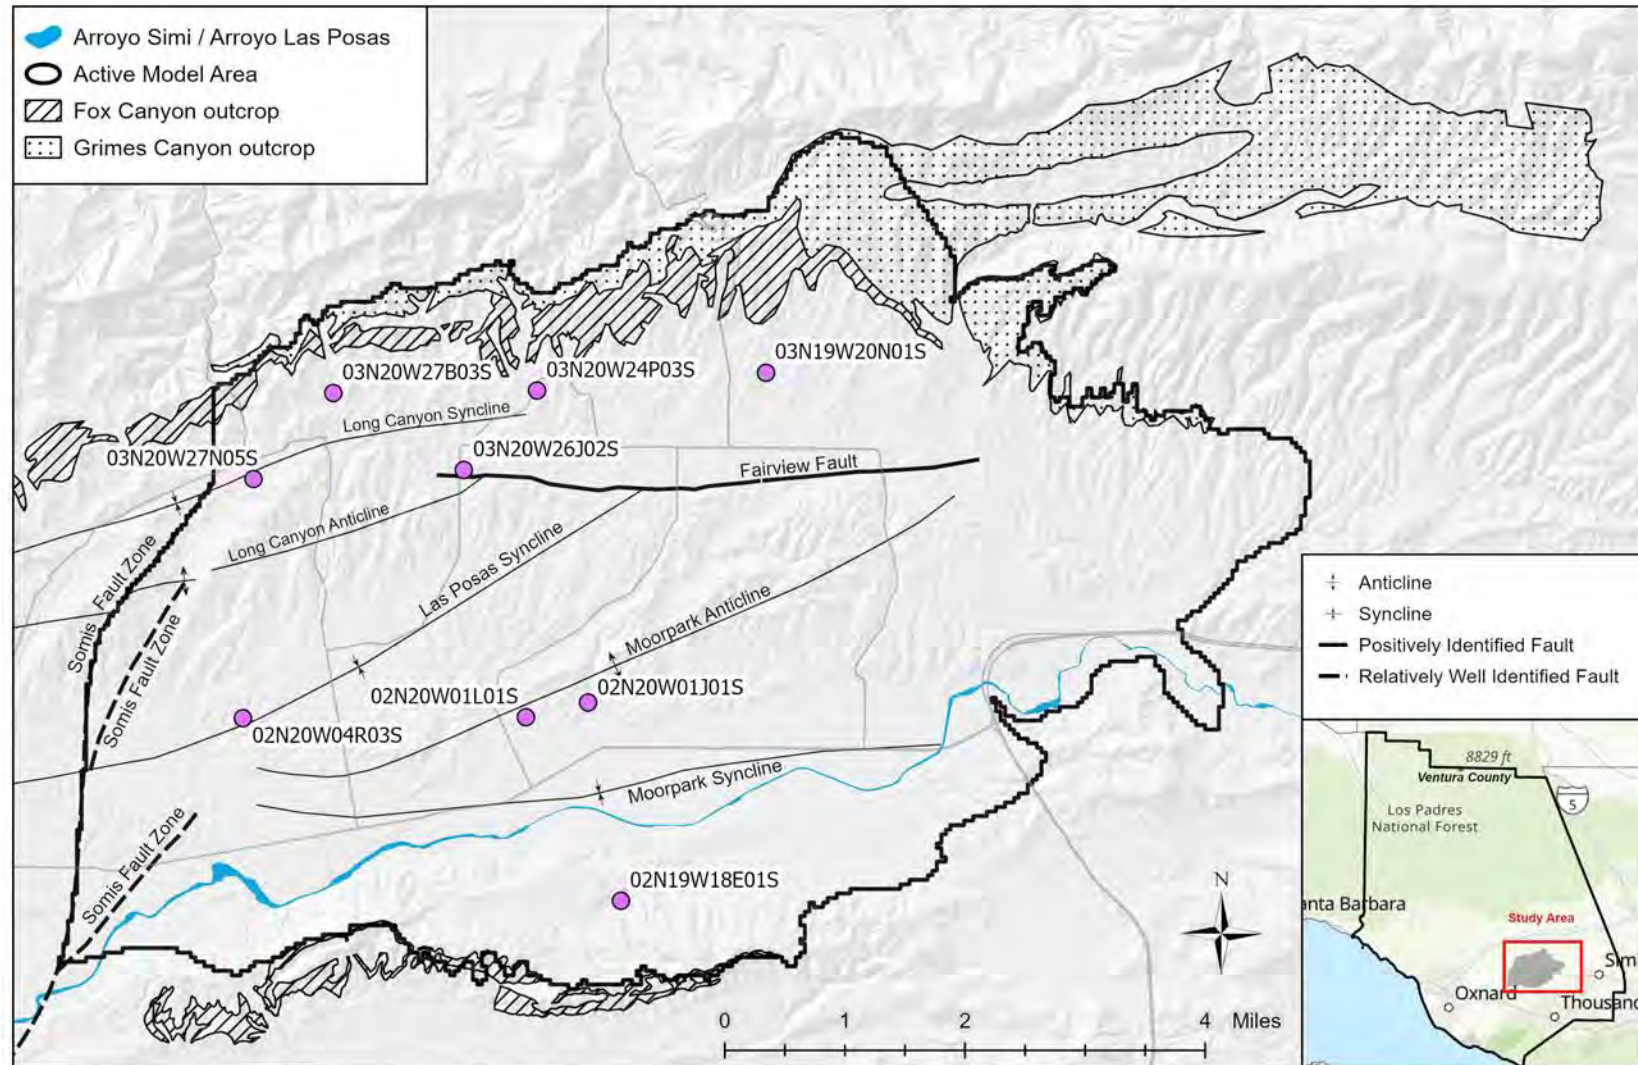 Arroyo Simi / Arroyo Las Posas
Active Model Area
Fox Canyon outcrop
Grimes Canyon outcrop
03N19W20N01S
03N20W27B03S
03N20W24P03S
Long Canyon Syncline
03N20W27N05S
03N20W26J02S
Fairview Fault
Long Canyon Anticline
Las Posas Syncline
Somis Fault Zone
Somis Fault Zone
Moorpark Anticline
02N20W01L01S
02N20W01J01S
02N20W04R03S
Moorpark Syncline
Somis Fault Zone
02N19W18E01S
N
0 1 2 4 Miles
Anticline
Syncline
Positively Identified Fault
Relatively Well Identified Fault
8829 ft
Ventura County
5
Los Padres
National Forest
anta Barbara
Study Area
Sim
Oxnard
Thousand